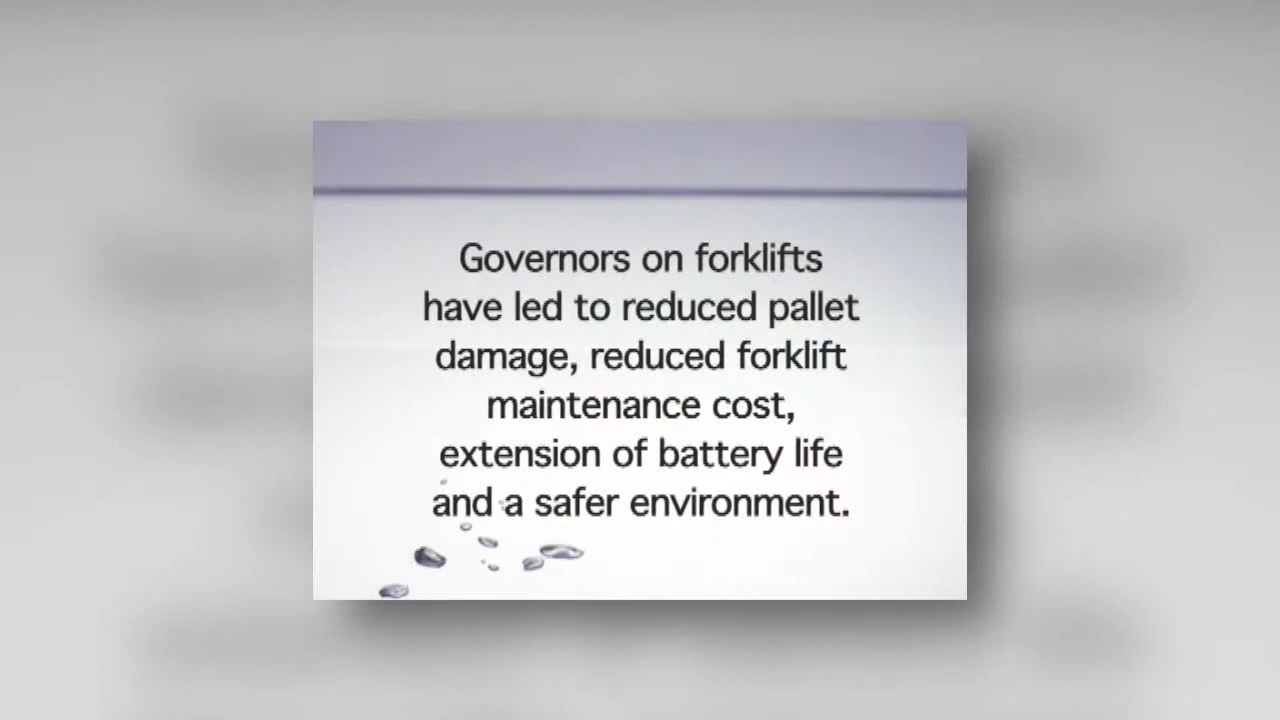 Governors on forklifts
have led to reduced pallet
damage, reduced forklift
maintenance cost,
extension of battery life
and a safer environment.